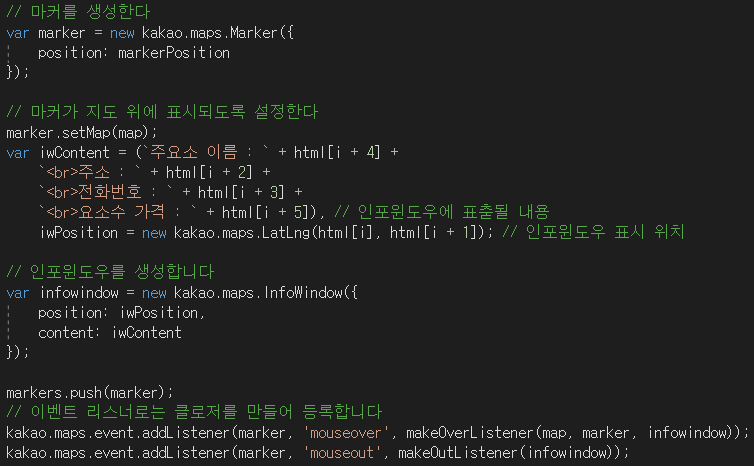 // 마커를 생성한다
var marker = new kakao.maps.Marker({
position: markerPosition
});
// 마커가 지도 위에 표시되도록 설정한다
marker.setMap(map);
var iwContent = (`주요소 이름 : ` + html[i + 4] +
`<br>주소 : ` + html[i + 2] +
`<br>전화번호 : ` + html[i + 3] +
`<br>요소수 가격 : ` + html[i + 5]), // 인포윈도우에 표춛될 내용
iwPosition = new kakao.maps.LatLng(html[i], html[i + 1]); // 인포윈도우 표시 위치
// 인포윈도우를 생성합니다
var infowindow = new kakao.maps.InfoWindow({
position: iwPosition,
content: iwContent
});
markers.push(marker);
// 이벤트 리스너로는 클로저를 만들어 등록합니다
kakao.maps.event.addListener(marker, 'mouseover', makeOverListener(map, marker, infowindow));
kakao.maps.event.addListener(marker, 'mouseout', makeOutListener(infowindow));